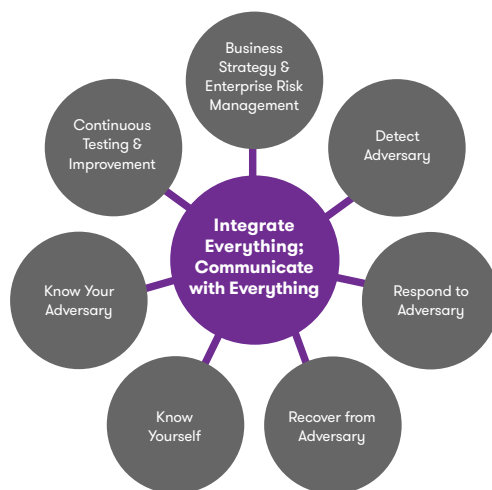 Business
Strategy &
Enterprise Risk
Management
Detect
Adversary
Respond to
Adversary
Recover from
Adversary
Know
Yourself
Know Your
Adversary
Continuous
Testing &
Improvement
Integrate
Everything;
Communicate
with Everything